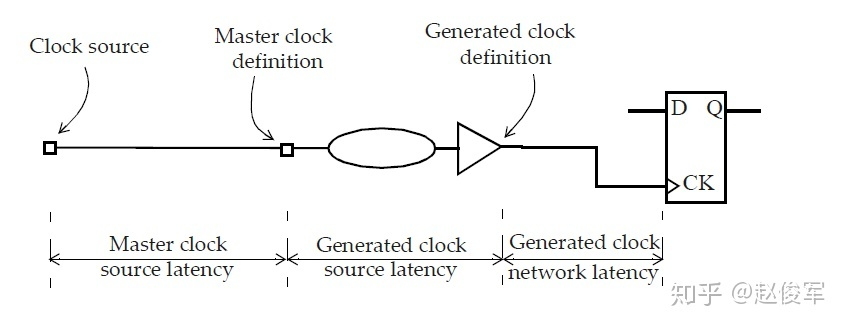 Clock source
Master clock
definition
Generated clock
definition
D Q
CK
Master clock
source latency
Generated clock
source latency
Generated clock
network latency
知乎 @赵俊军